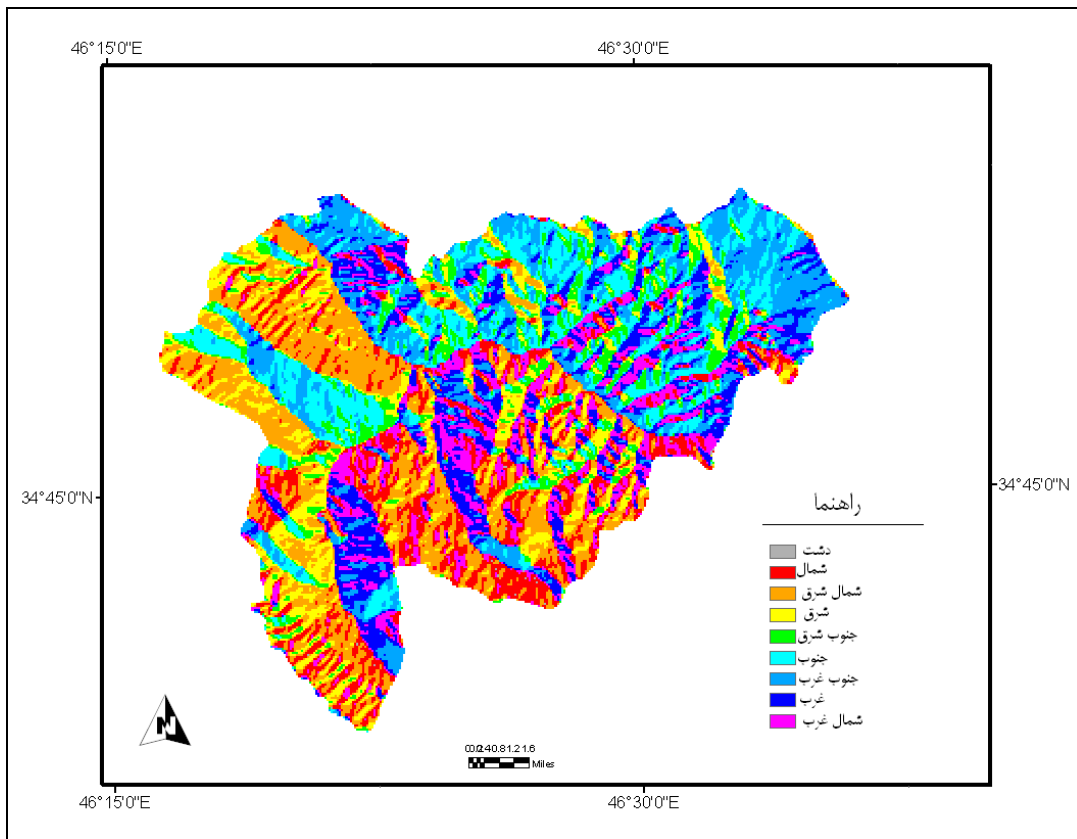 46°15'0"E 46°30'0"E
34°45'0"N 34°45'0"N
راهنما
دشت
شمال
شمال شرق
شرق
جنوب شرق
جنوب
جنوب غرب
غرب
شمال غرب
N
Miles
46°15'0"E 46°30'0"E